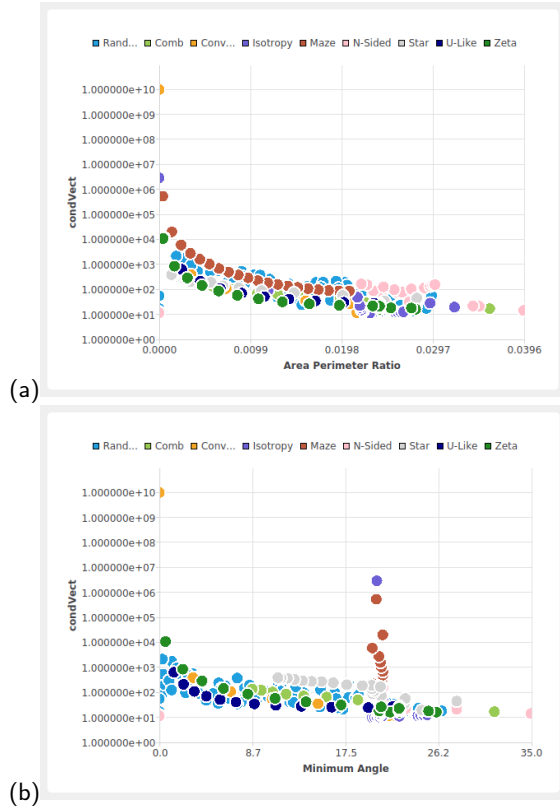 Rand... Comb Conv... Isotropy Maze N-Sided Star U-Like Zeta
1.000000e+10
1.000000e+09
1.000000e+08
1.000000e+07
1.000000e+06
1.000000e+05
1.000000e+04
1.000000e+03
1.000000e+02
1.000000e+01
1.000000e+00
condVect
0.0000 0.0099 0.0198 0.0297 0.0396
Area Perimeter Ratio
(a)
Rand... Comb Conv... Isotropy Maze N-Sided Star U-Like Zeta
1.000000e+10
1.000000e+09
1.000000e+08
1.000000e+07
1.000000e+06
1.000000e+05
1.000000e+04
1.000000e+03
1.000000e+02
1.000000e+01
1.000000e+00
condVect
0.0 8.7 17.5 26.2 35.0
Minimum Angle
(b)